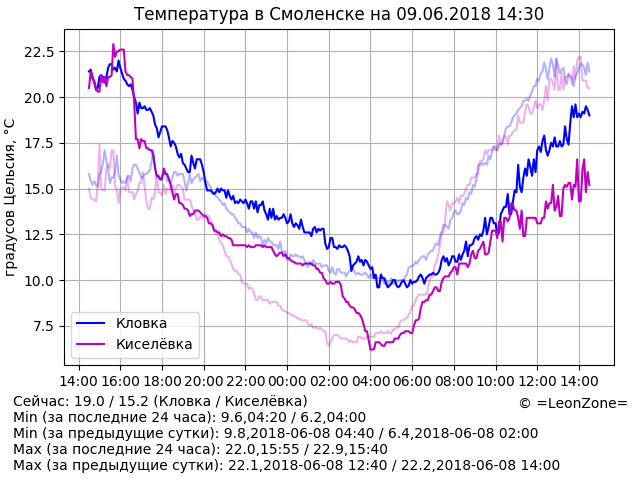 Температура в Смоленске на 09.06.2018 14:30
градусов Цельсия, °C
22.5
20.0
17.5
15.0
12.5
10.0
7.5
Кловка
Киселёвка
14:00 16:00 18:00 20:00 22:00 00:00 02:00 04:00 06:00 08:00 10:00 12:00 14:00
Сейчас: 19.0 / 15.2 (Кловка / Киселёвка)
© =LeonZone=
Min (за последние 24 часа): 9.6,04:20 / 6.2,04:00
Min (за предыдущие сутки): 9.8,2018-06-08 04:40 / 6.4,2018-06-08 02:00
Max (за последние 24 часа): 22.0,15:55 / 22.9,15:40
Max (за предыдущие сутки): 22.1,2018-06-08 12:40 / 22.2,2018-06-08 14:00